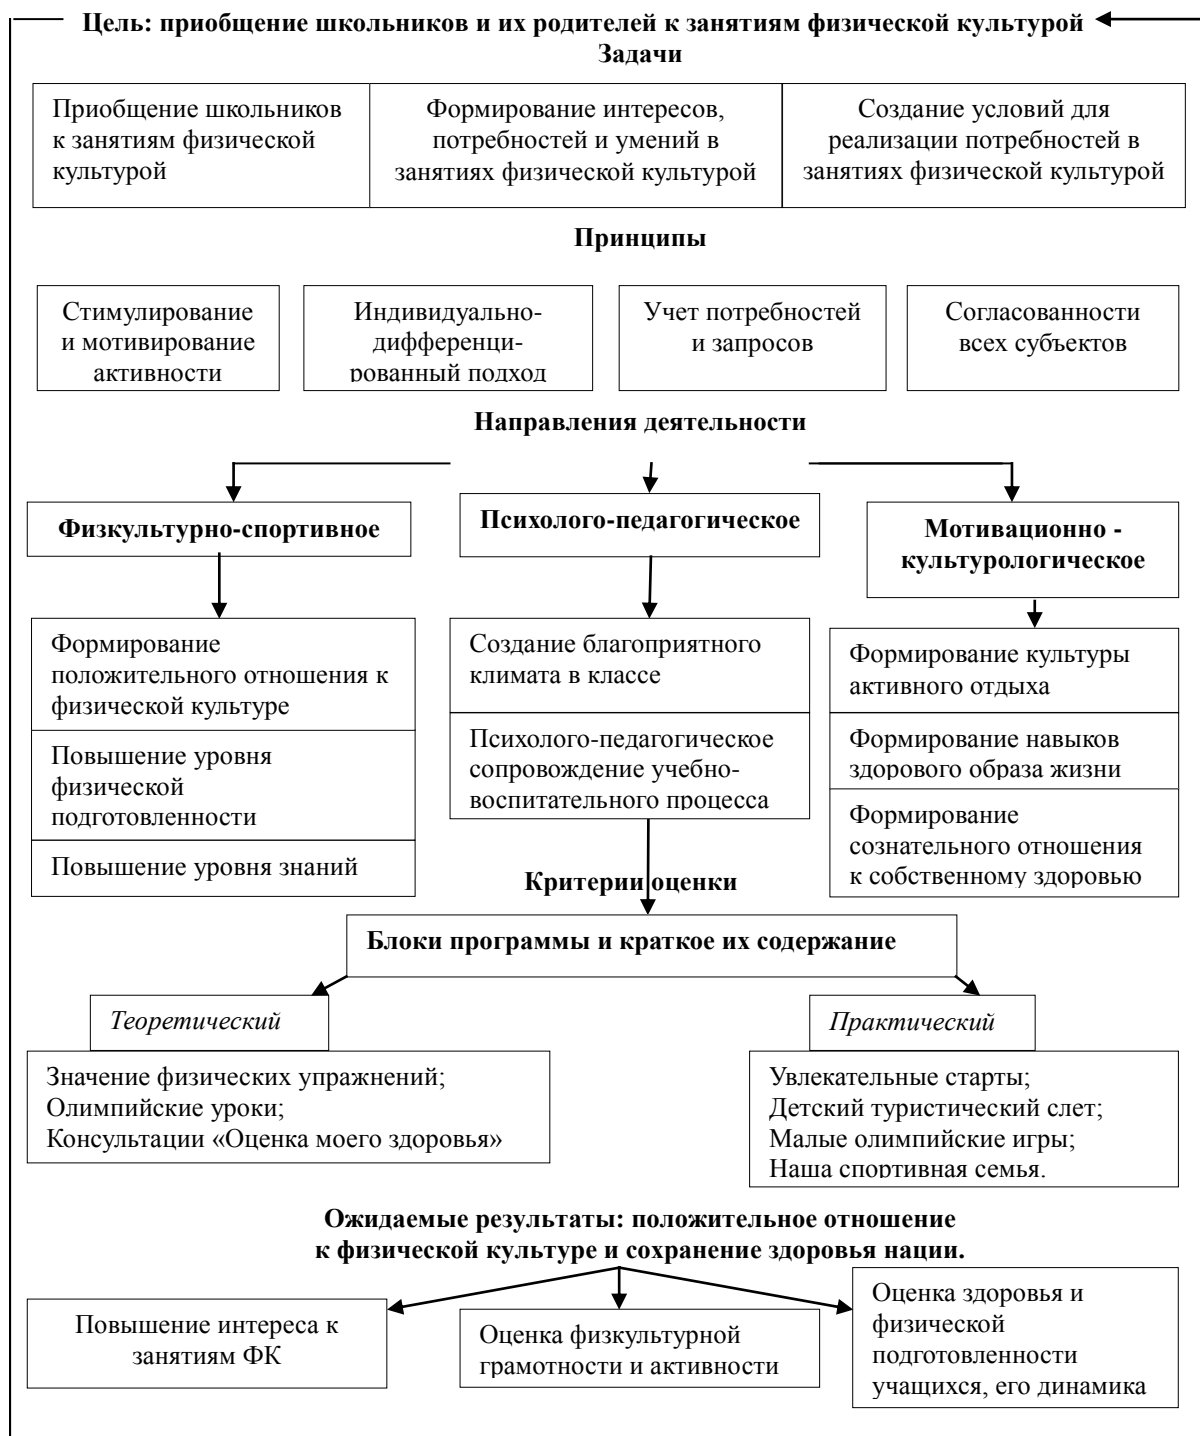 Цель: приобщение школьников и их родителей к занятиям физической культурой
Задачи
Приобщение школьников
к занятиям физической
культурой
Формирование интересов,
потребностей и умений в
занятиях физической культурой
Создание условий для
реализации потребностей в
занятиях физической культурой
Принципы
Стимулирование
и мотивирование
активности
Индивидуально-
дифференци-
рованный подход
Учет потребностей
и запросов
Согласованности
всех субъектов
Направления деятельности
Физкультурно-спортивное
Психолого-педагогическое
Мотивационно -
культурологическое
Формирование
положительного отношения к
физической культуре
Повышение уровня
физической
подготовленности
Повышение уровня знаний
Создание благоприятного
климата в классе
Психолого-педагогическое
сопровождение учебно-
воспитательного процесса
Формирование культуры
активного отдыха
Формирование навыков
здорового образа жизни
Формирование
сознательного отношения
к собственному здоровью
Критерии оценки
Блоки программы и краткое их содержание
Теоретический
Значение физических упражнений;
Олимпийские уроки;
Консультации «Оценка моего здоровья»
Практический
Увлекательные старты;
Детский туристический слет;
Малые олимпийские игры;
Наша спортивная семья.
Ожидаемые результаты: положительное отношение
к физической культуре и сохранение здоровья нации.
Повышение интереса к
занятиям ФК
Оценка физкультурной
грамотности и активности
Оценка здоровья и
физической
подготовленности
учащихся, его динамика